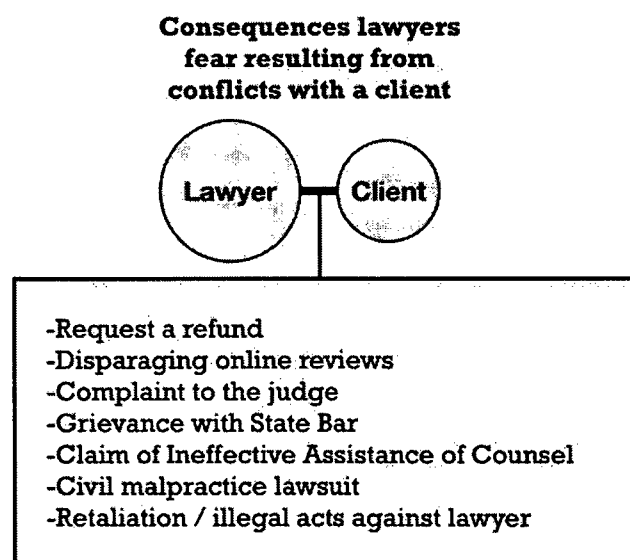 Consequences lawyers
fear resulting from
conflicts with a client
Lawyer
Client
-Request a refund
-Disparaging online reviews
-Complaint to the judge
-Grievance with State Bar
-Claim of Ineffective Assistance of Counsel
-Civil malpractice lawsuit
-Retaliation / illegal acts against lawyer